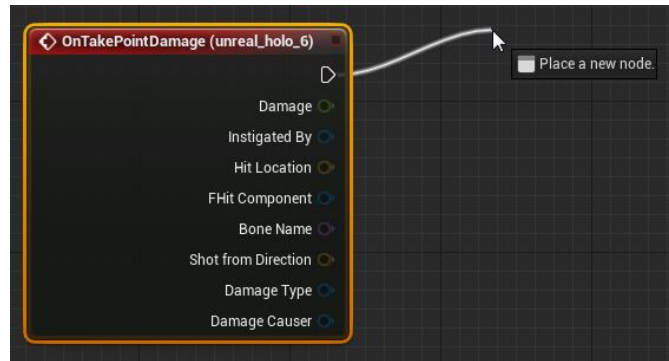 OnTakePointDamage (unreal_holo_6)
Place a new node.
Damage
Instigated By
Hit Location
FHit Component
Bone Name
Shot from Direction
Damage Type
Damage Causer